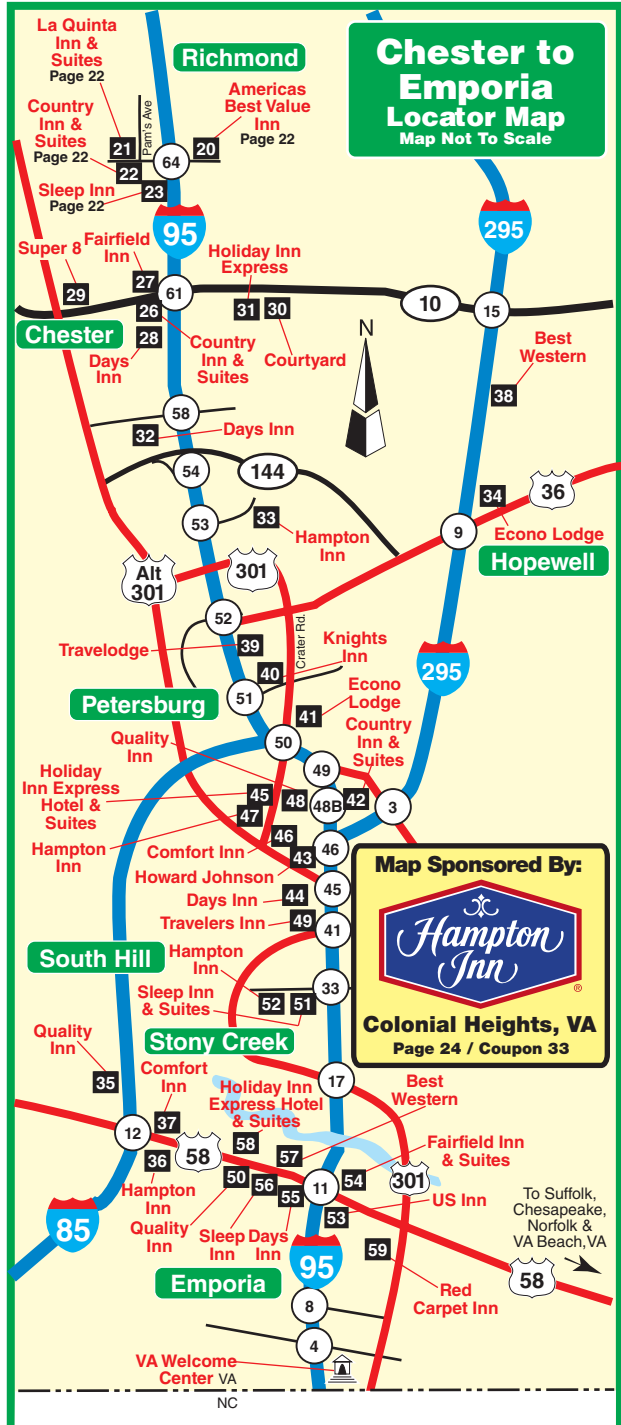 Chester to
Emporia
Locator Map
Map Not To Scale
La Quinta
Inn &
Suites
Page 22
Richmond
Country
Inn &
Suites
Page 22
Pam's Ave
Americas
Best Value
Inn
Page 22
21
64
20
22
Sleep Inn
Page 22
23
95
295
Super 8
Fairfield
Inn
Holiday Inn
Express
29
27
61
10
15
26
31
30
Chester
28
Days
Inn
Country
Inn &
Suites
Courtyard
N
Best
Western
38
58
32
Days Inn
54
144
36
34
Econo Lodge
53
33
Hampton
Inn
9
Hopewell
Alt
301
301
52
Crater Rd.
Travelodge
39
Knights
Inn
40
295
Petersburg
51
41
Econo
Lodge
Quality
Inn
50
Country
Inn &
Suites
49
Holiday
Inn Express
Hotel &
Suites
45
48
48B
42
3
47
Hampton
Inn
46
Comfort Inn
46
43
Howard Johnson
45
Days Inn
44
Travelers Inn
49
41
Map Sponsored By:
Hampton
Inn
®
Colonial Heights, VA
Page 24 / Coupon 33
South Hill
Hampton
Inn
33
Sleep Inn
& Suites
52
51
Stony Creek
Quality
Inn
35
17
Comfort
Inn
37
Holiday Inn
Express Hotel
& Suites
58
Best
Western
57
12
58
36
Hampton
Inn
Fairfield Inn
& Suites
54
301
50
Quality
Inn
56
Sleep
Inn
55
Days
Inn
11
53
US Inn
To Suffolk,
Chesapeake,
Norfolk &
VA Beach,VA
85
95
59
Red
Carpet Inn
58
Emporia
8
4
VA Welcome
Center
VA
NC